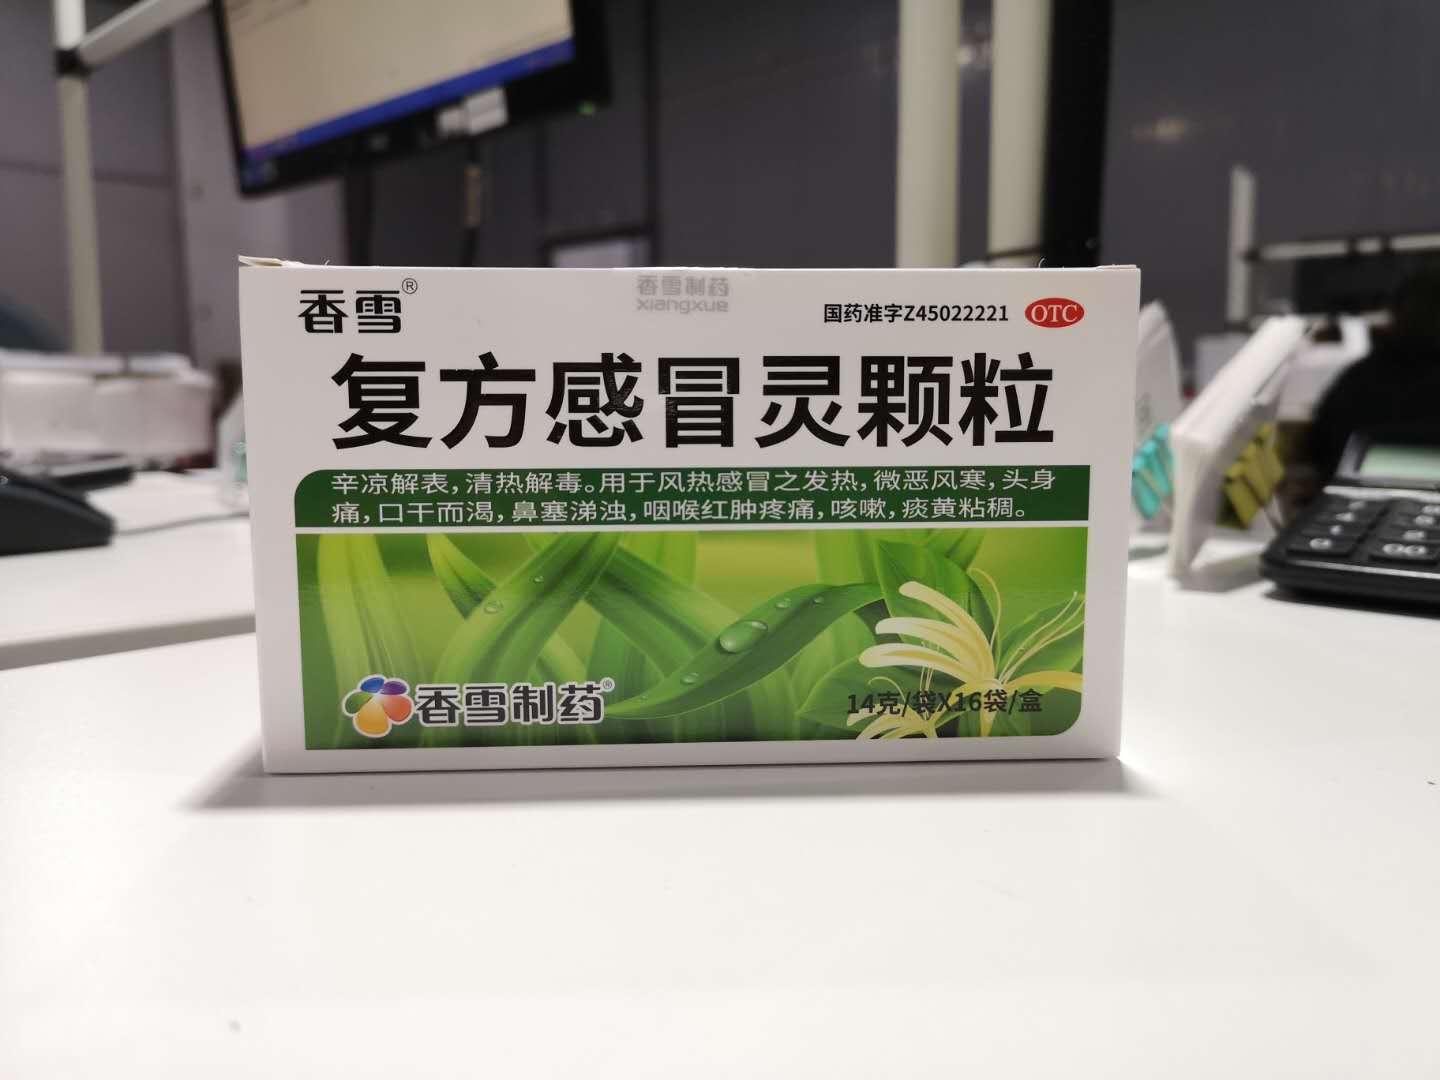 香雪®
香雪制药
xiangxue
国药准字Z45022221 OTC
复方感冒灵颗粒
辛凉解表,清热解毒。用于风热感冒之发热,微恶风寒,头身
痛,口干而渴,鼻塞涕浊,咽喉红肿疼痛,咳嗽,痰黄粘稠。
香雪制药®
14克/袋X16袋/盒
0
00